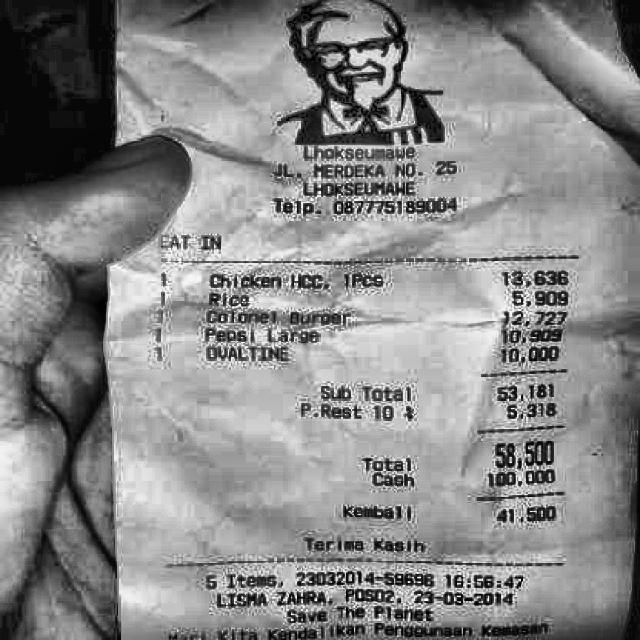 Lhokseumawe
JL. MERDEKA NO. 25
LHOKSEUMAWE
Telp. 087775189004
EAT IN
1 Chicken HCC, 1Pcs 13,636
1 Rice 5,909
1 Colonel Burger 12,727
1 Pepsi Large 10,909
1 OVALTINE 10,000
Sub Total 53,181
P.Rest 10 % 5,318
Total 58,500
Cash 100,000
Kembali 41,500
Terima Kasih
5 Items, 23032014-59696 16:56:47
LISMA ZAHRA, POS02, 23-03-2014
Save The Planet
Mari Kita Kendalikan Penggunaan Kemasan